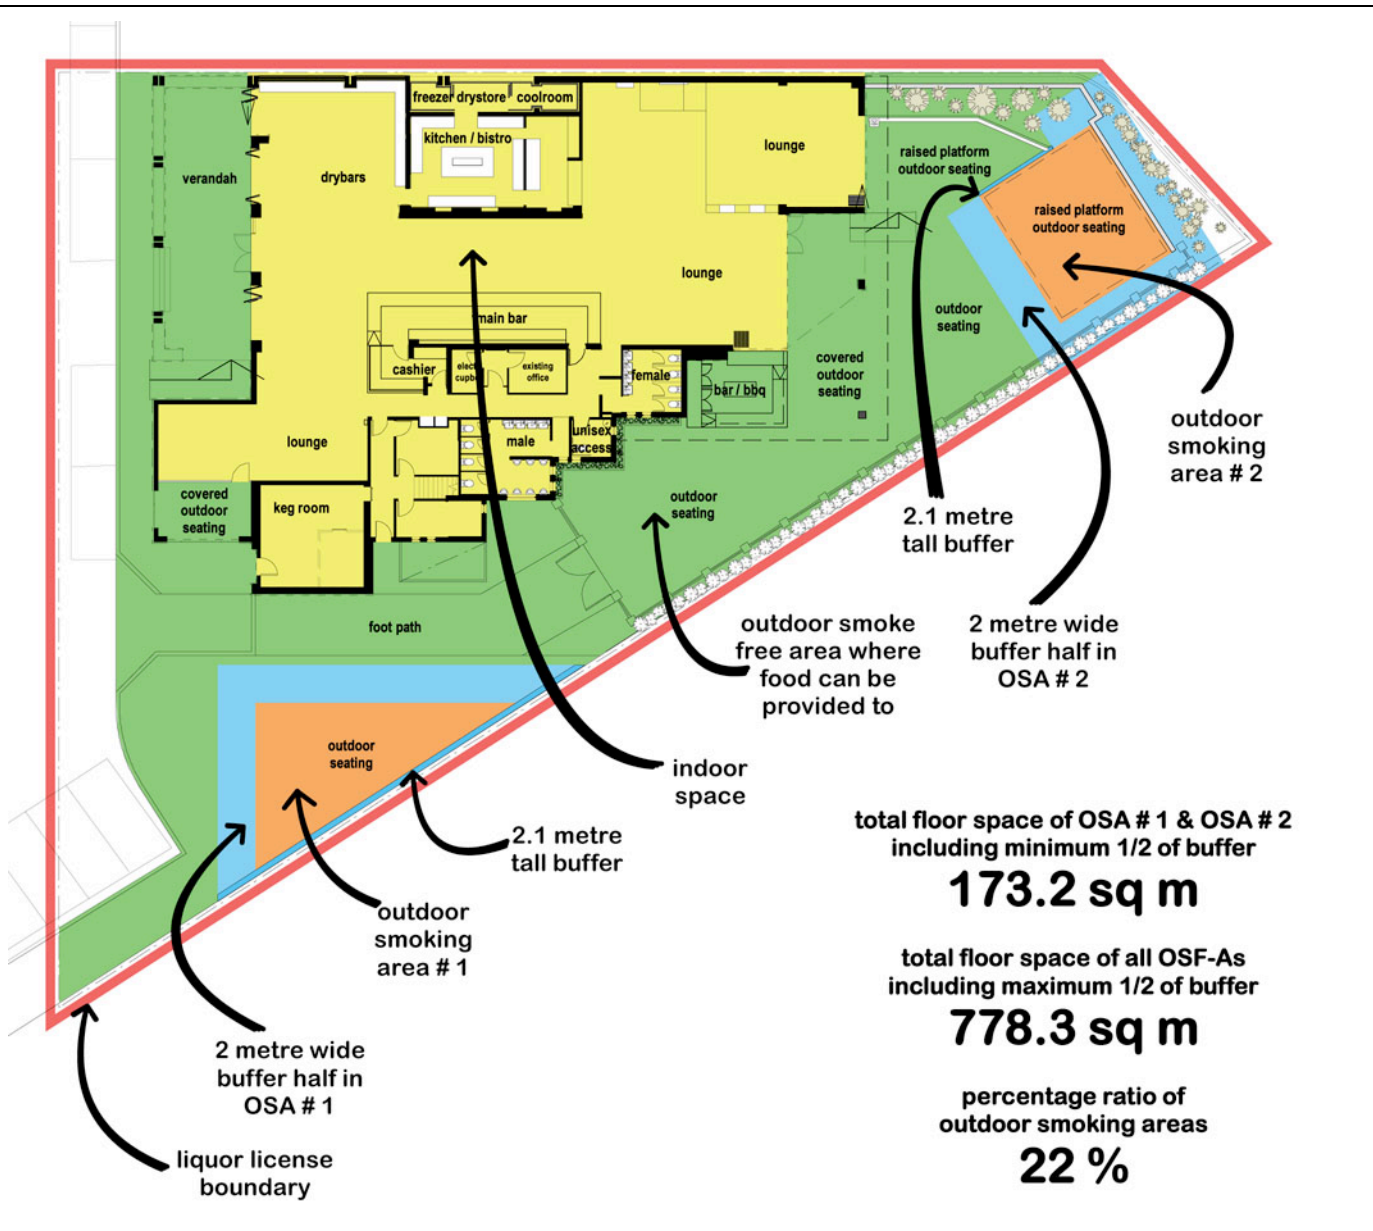 freezer drystore coolroom
kitchen / bistro
lounge
verandah
drybars
raised platform
outdoor seating
raised platform
outdoor seating
lounge
main bar
outdoor
seating
cashier
elect
cupbd
existing
office
female
bar / bbq
covered
outdoor
seating
lounge
male
unisex
access
outdoor
smoking
area # 2
covered
outdoor
seating
keg room
outdoor
seating
2.1 metre
tall buffer
foot path
outdoor smoke
free area where
food can be
provided to
2 metre wide
buffer half in
OSA # 2
outdoor
seating
indoor
space
2.1 metre
tall buffer
total floor space of OSA # 1 & OSA # 2
including minimum 1/2 of buffer
173.2 sq m
outdoor
smoking
area # 1
total floor space of all OSF-As
including maximum 1/2 of buffer
778.3 sq m
2 metre wide
buffer half in
OSA # 1
percentage ratio of
outdoor smoking areas
22 %
liquor license
boundary